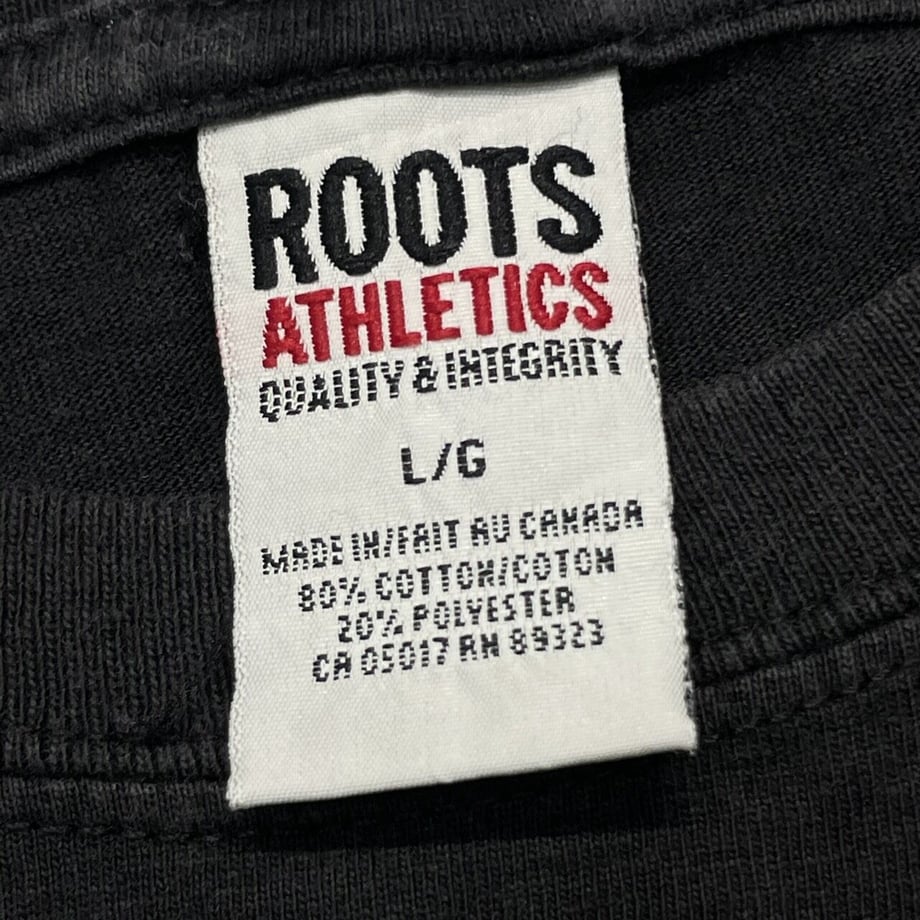 ROOTS
ATHLETICS
QUALITY & INTEGRITY
L/G
MADE IN/FAIT AU CANADA
80% COTTON/COTON
20% POLYESTER
CA 05017 RN 89323